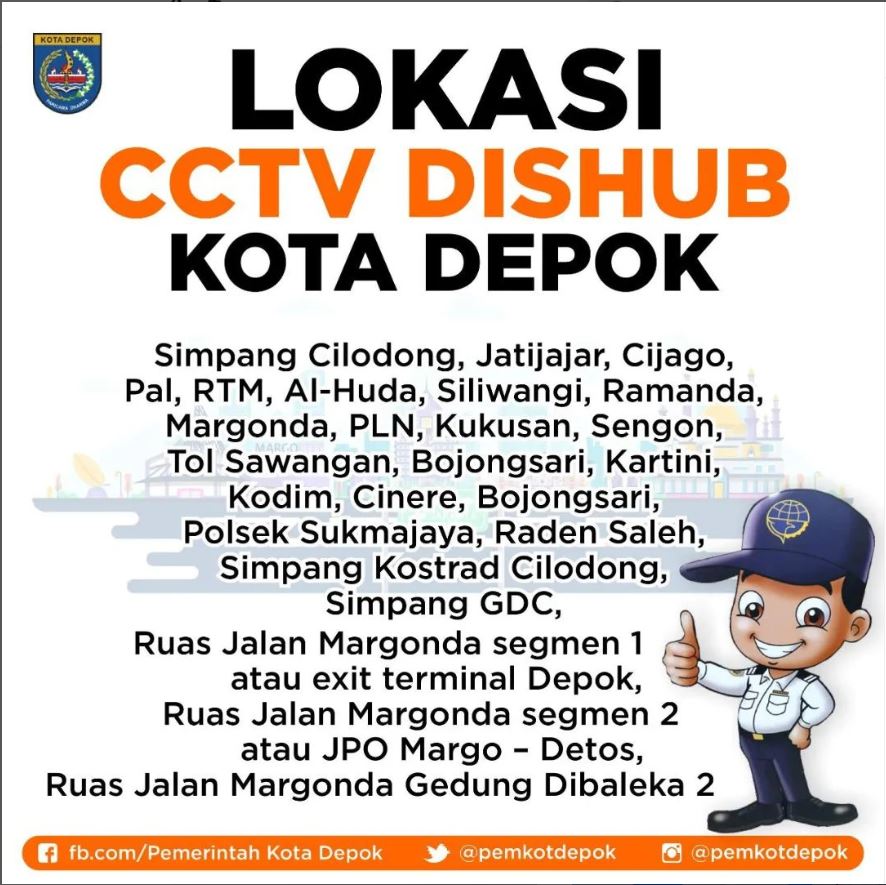 KOTA DEPOK
PARICARA DHARMA
LOKASI
CCTV DISHUB
KOTA DEPOK
Simpang Cilodong, Jatijajar, Cijago,
Pal, RTM, Al-Huda, Siliwangi, Ramanda,
Margonda, PLN, Kukusan, Sengon,
Tol Sawangan, Bojongsari, Kartini,
Kodim, Cinere, Bojongsari,
Polsek Sukmajaya, Raden Saleh,
Simpang Kostrad Cilodong,
Simpang GDC,
Ruas Jalan Margonda segmen 1
atau exit terminal Depok,
Ruas Jalan Margonda segmen 2
atau JPO Margo – Detos,
Ruas Jalan Margonda Gedung Dibaleka 2
fb.com/Pemerintah Kota Depok
@pemkotdepok
@pemkotdepok